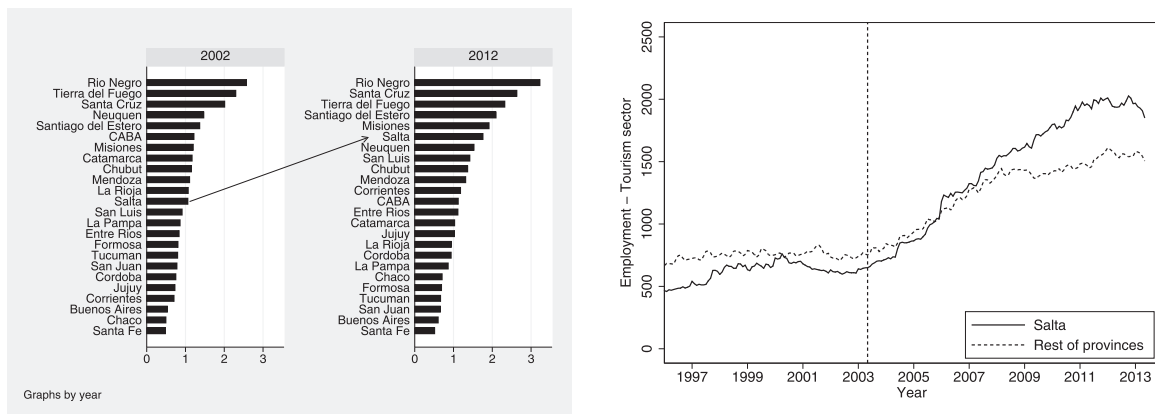 2002
Rio Negro
Tierra del Fuego
Santa Cruz
Neuquen
Santiago del Estero
CABA
Misiones
Catamarca
Chubut
Mendoza
La Rioja
Salta
San Luis
La Pampa
Entre Rios
Formosa
Tucuman
San Juan
Cordoba
Jujuy
Corrientes
Buenos Aires
Chaco
Santa Fe
0 1 2 3
2012
Rio Negro
Santa Cruz
Tierra del Fuego
Santiago del Estero
Misiones
Salta
Neuquen
San Luis
Chubut
Mendoza
Corrientes
CABA
Entre Rios
Catamarca
Jujuy
La Rioja
Cordoba
La Pampa
Chaco
Formosa
Tucuman
San Juan
Buenos Aires
Santa Fe
0 1 2 3
Graphs by year
Employment – Tourism sector
2500
2000
1500
1000
500
0
Salta
Rest of provinces
1997 1999 2001 2003 2005 2007 2009 2011 2013
Year